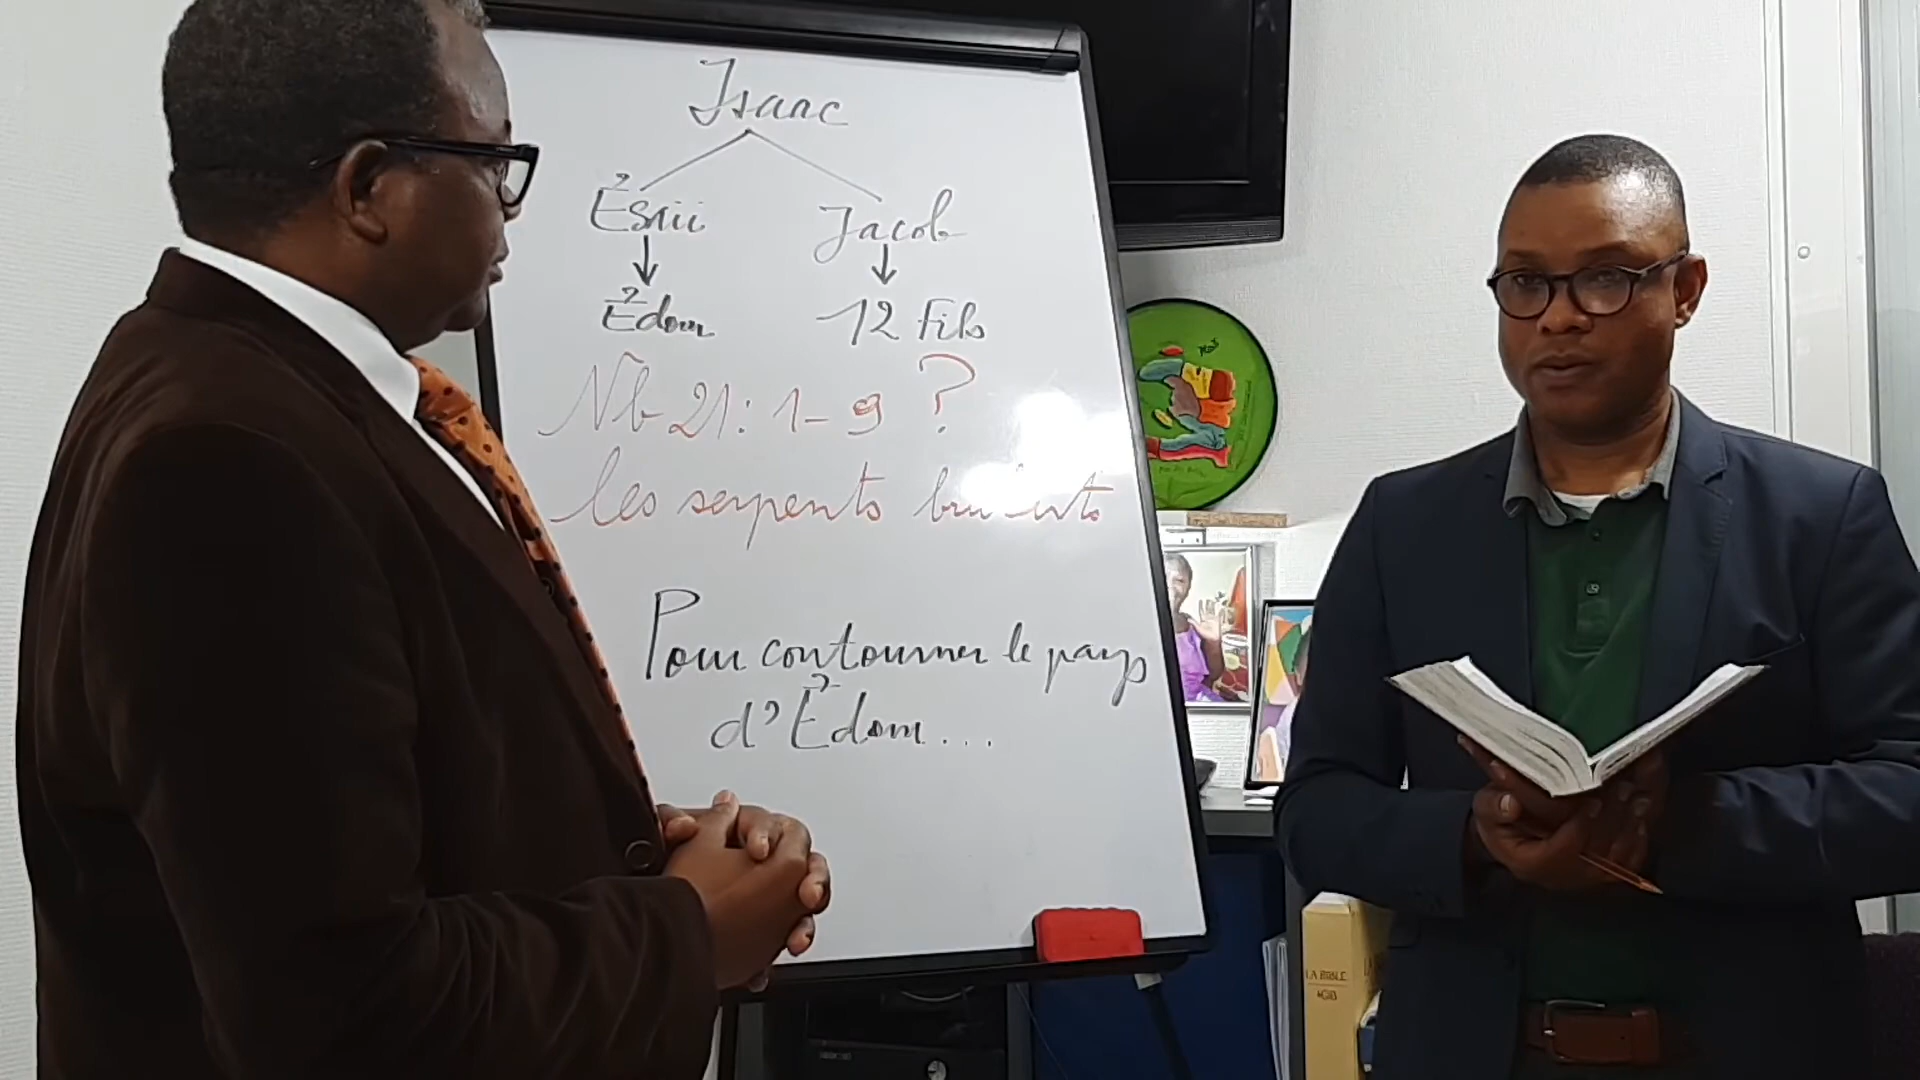 Isaac
Ésaü Jacob
↓ ↓
Édom 12 Fils
Nb 21: 1-9 ?
les serpents
Pour contourner le pays
d'Édom...
LA BIBLE